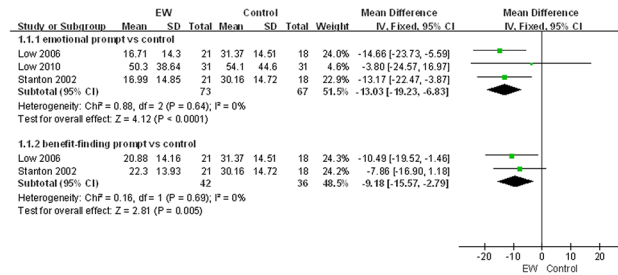 EW Control Mean Difference Mean Difference
Study or Subgroup Mean SD Total Mean SD Total Weight IV, Fixed, 95% CI IV, Fixed, 95% CI
1.1.1 emotional prompt vs control
Low 2006 16.71 14.3 21 31.37 14.51 18 24.0% -14.66 [-23.73, -5.59]
Low 2010 50.3 38.64 31 54.1 44.6 31 4.6% -3.80 [-24.57, 16.97]
Stanton 2002 16.99 14.85 21 30.16 14.72 18 22.9% -13.17 [-22.47, -3.87]
Subtotal (95% CI) 73 67 51.5% -13.03 [-19.23, -6.83]
Heterogeneity: Chi² = 0.88, df = 2 (P = 0.64); I² = 0%
Test for overall effect: Z = 4.12 (P < 0.0001)
1.1.2 benefit-finding prompt vs control
Low 2006 20.88 14.16 21 31.37 14.51 18 24.3% -10.49 [-19.52, -1.46]
Stanton 2002 22.3 13.93 21 30.16 14.72 18 24.2% -7.86 [-16.90, 1.18]
Subtotal (95% CI) 42 36 48.5% -9.18 [-15.57, -2.79]
Heterogeneity: Chi² = 0.16, df = 1 (P = 0.69); I² = 0%
Test for overall effect: Z = 2.81 (P = 0.005)
-20 -10 0 10 20
EW Control